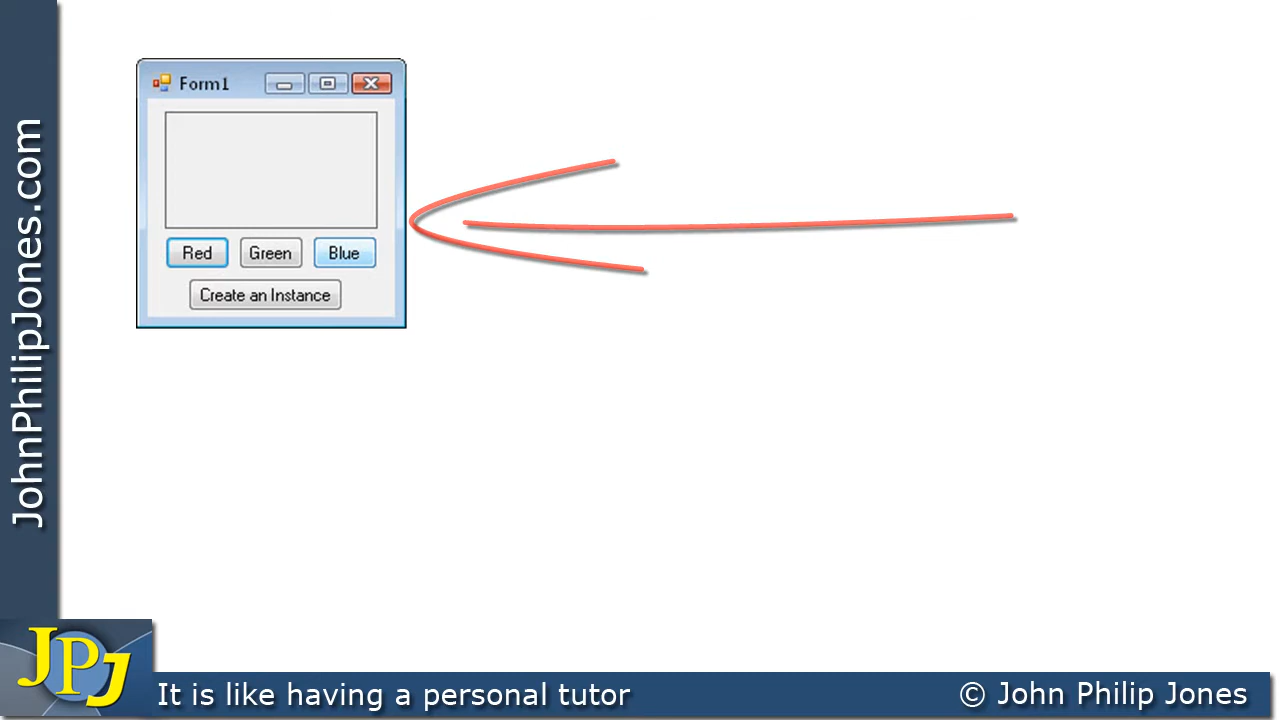 JohnPhilipJones.com
Form1
Red Green Blue
Create an Instance
JPJ
It is like having a personal tutor
© John Philip Jones